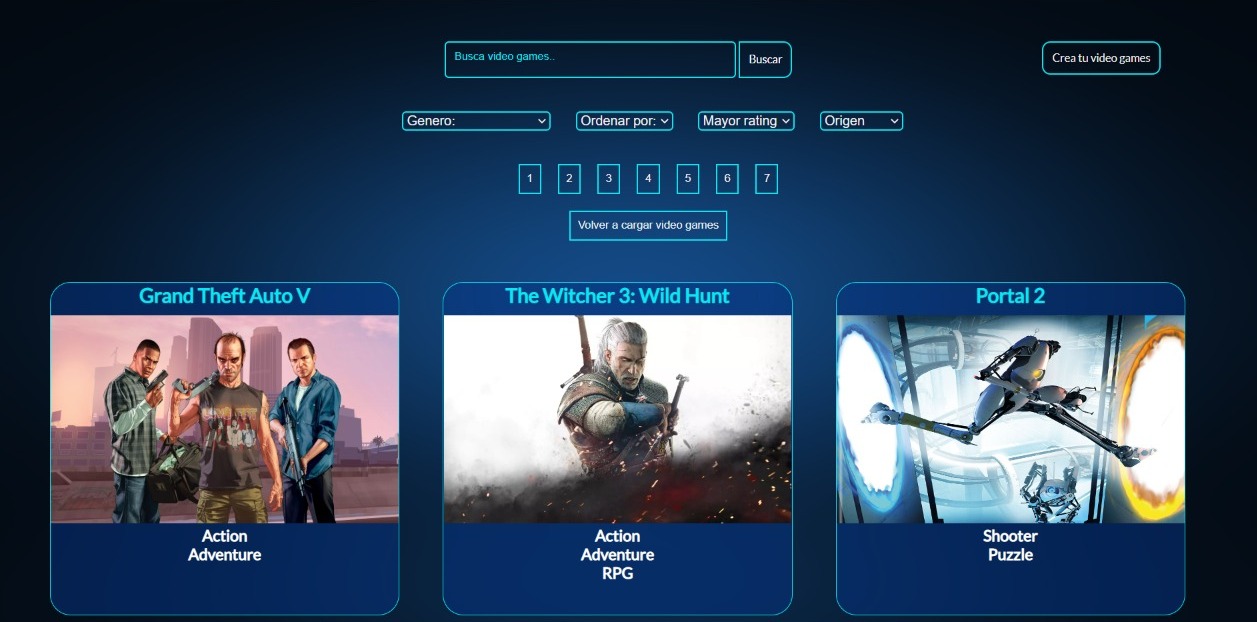 Busca video games..
Buscar
Crea tu video games
Genero:
Ordenar por:
Mayor rating
Origen
1 2 3 4 5 6 7
Volver a cargar video games
Grand Theft Auto V
The Witcher 3: Wild Hunt
Portal 2
Action
Adventure
Action
Adventure
RPG
Shooter
Puzzle